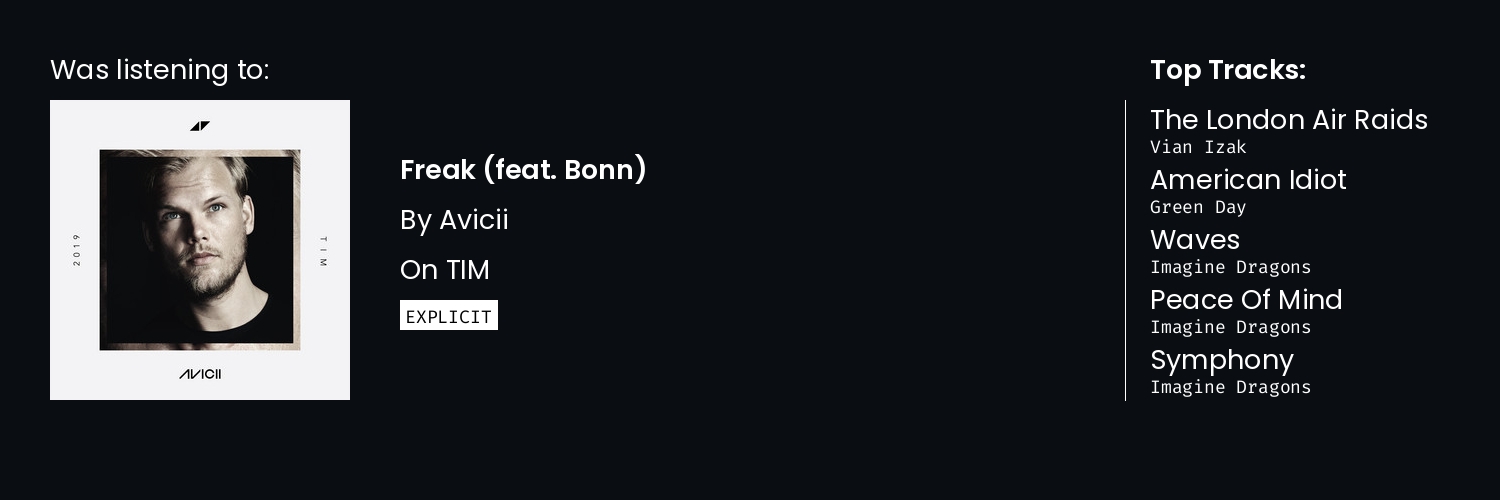 Was listening to:
2019
TIM
AVICII
Freak (feat. Bonn)
By Avicii
On TIM
EXPLICIT
Top Tracks:
The London Air Raids
Vian Izak
American Idiot
Green Day
Waves
Imagine Dragons
Peace Of Mind
Imagine Dragons
Symphony
Imagine Dragons